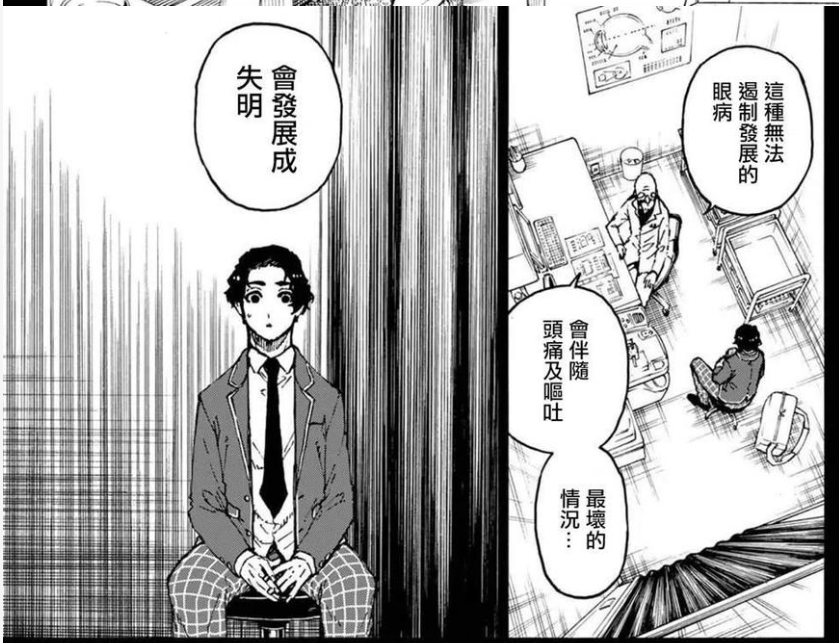 這種無法
遏制發展的
眼病
會伴隨
頭痛及嘔吐
最壞的
情況…
會發展成
失明